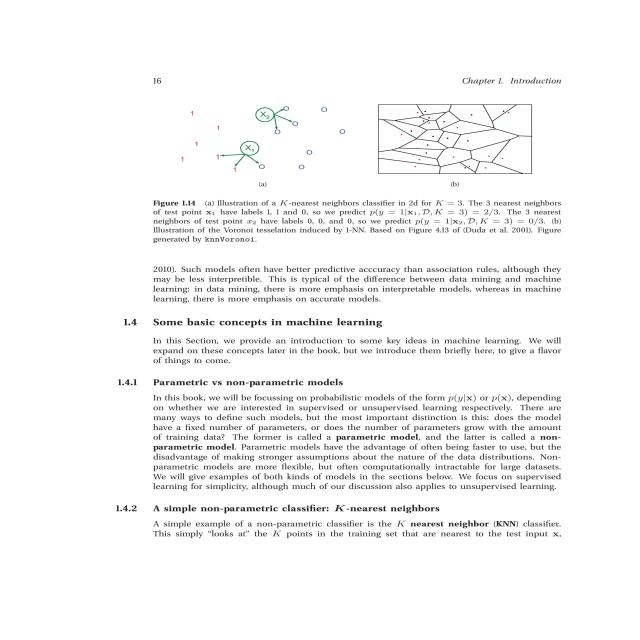 16
Chapter 1. Introduction
1
1
1
1
1
1
X2
X1
(a)
(b)
Figure 1.14 (a) Illustration of a K-nearest neighbors classifier in 2d for K = 3. The 3 nearest neighbors
of test point x1 have labels 1, 1 and 0, so we predict p(y = 1|x1, D, K = 3) = 2/3. The 3 nearest
neighbors of test point x2 have labels 0, 0, and 0, so we predict p(y = 1|x2, D, K = 3) = 0/3. (b)
Illustration of the Voronoi tesselation induced by 1-NN. Based on Figure 4.13 of (Duda et al. 2001). Figure
generated by knnVoronoi.
2010). Such models often have better predictive acccuracy than association rules, although they
may be less interpretible. This is typical of the difference between data mining and machine
learning: in data mining, there is more emphasis on interpretable models, whereas in machine
learning, there is more emphasis on accurate models.
1.4 Some basic concepts in machine learning
In this Section, we provide an introduction to some key ideas in machine learning. We will
expand on these concepts later in the book, but we introduce them briefly here, to give a flavor
of things to come.
1.4.1 Parametric vs non-parametric models
In this book, we will be focussing on probabilistic models of the form p(y|x) or p(x), depending
on whether we are interested in supervised or unsupervised learning respectively. There are
many ways to define such models, but the most important distinction is this: does the model
have a fixed number of parameters, or does the number of parameters grow with the amount
of training data? The former is called a parametric model, and the latter is called a non-
parametric model. Parametric models have the advantage of often being faster to use, but the
disadvantage of making stronger assumptions about the nature of the data distributions. Non-
parametric models are more flexible, but often computationally intractable for large datasets.
We will give examples of both kinds of models in the sections below. We focus on supervised
learning for simplicity, although much of our discussion also applies to unsupervised learning.
1.4.2 A simple non-parametric classifier: K-nearest neighbors
A simple example of a non-parametric classifier is the K nearest neighbor (KNN) classifier.
This simply "looks at" the K points in the training set that are nearest to the test input x,